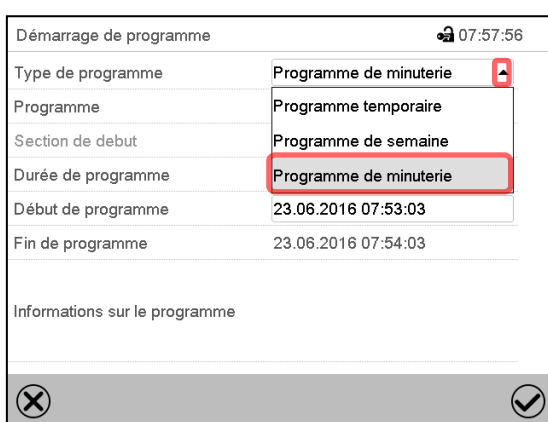 Démarrage de programme 07:57:56
Type de programme Programme de minuterie
Programme Programme temporaire
Section de debut Programme de semaine
Durée de programme Programme de minuterie
Début de programme 23.06.2016 07:53:03
Fin de programme 23.06.2016 07:54:03
Informations sur le programme